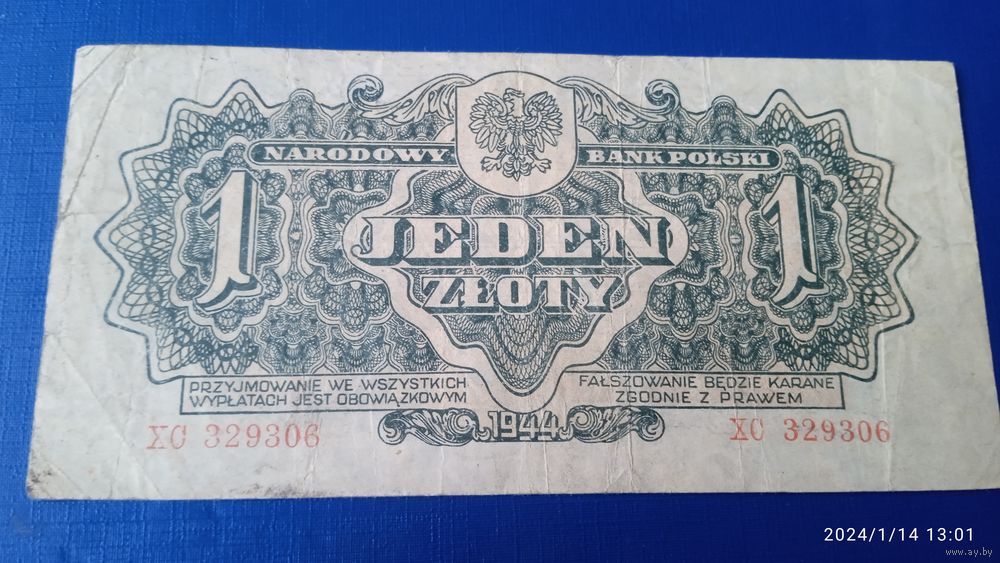 NARODOWY BANK POLSKI
1 JEDEN 1
ZŁOTY
PRZYJMOWANIE WE WSZYSTKICH
WYPŁATACH JEST OBOWIĄZKOWYM
FAŁSZOWANIE BĘDZIE KARANE
ZGODNIE Z PRAWEM
1944
XC 329306
XC 329306
2024/1/14 13:01
www.ay.by